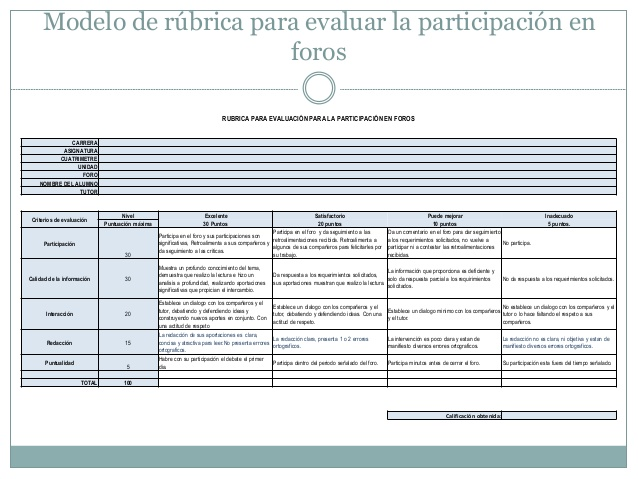 Modelo de rúbrica para evaluar la participación en
foros
RUBRICA PARA EVALUACIÓN PARA LA PARTICIPACIÓN EN FOROS
CARRERA
ASIGNATURA
CUATRIMETRE
UNIDAD
FORO
NOMBRE DEL ALUMNO
TUTOR
Criterios de evaluación
Nivel
Puntuación máxima
Excelente
30 Puntos
Satisfactorio
20 puntos
Puede mejorar
10 puntos
Inadecuado
5 puntos.
Participación
30
Participa en el foro y sus participaciones son
significativas, Retroalimenta a sus compañeros y
da seguimiento a las críticas.
Participa en el foro y da seguimiento a las
retroalimentaciones recibidas. Retroalimenta a
algunos de sus compañeros para felicitarles por
su trabajo.
Da un comentario en el foro para dar seguimiento
a los requerimientos solicitados, no vuelve a
participar ni a contestar las retroalimentaciones
recibidas.
No participa.
Calidad de la información
30
Muestra un profundo conocimiento del tema,
demuestra que realizo la lectura e hizo un
analisis a profundidad, realizando aportaciones
significativas que propicien el intercambio.
Da respuesta a los requerimientos solicitados,
sus aportaciones muestran que realizo la lectura.
La información que proporciona es deficiente y
solo da respuesta parcial a los requerimientos
solicitados.
No da respuesta a los requerimientos solicitados.
Interacción
20
Establece un dialogo con los compañeros y el
tutor, debatiendo y defendiendo ideas y
construyendo nuevos aportes en conjunto. Con
una actitud de respeto
Establece un dialogo con los compañeros y el
tutor, debatiendo y defendiendo ideas. Con una
actitud de respeto.
Establece un dialogo minimo con los compañeros
y el tutor
No establece un dialogo con los compañeros y el
tutor o lo hace faltando el respeto a sus
compañeros.
Redacción
15
La redacción de sus aportaciones es clara,
concisa y atractiva para leer. No presenta errores
ortograficos.
La redacción clara, presenta 1 o 2 errores
ortograficos.
La intervención es poco clara y estan de
manifiesto diversos errores ortograficos.
La redacción no es clara, ni objetiva y estan de
manifiesto diversos errores ortograficos.
Puntualidad
5
Habre con su participación el debate el primer
dia
Participa dentro del periodo señalado del foro.
Participa minutos antes de cerrar el foro.
Su participación esta fuera del tiempo señalado
TOTAL
100
Calificación obtenida: